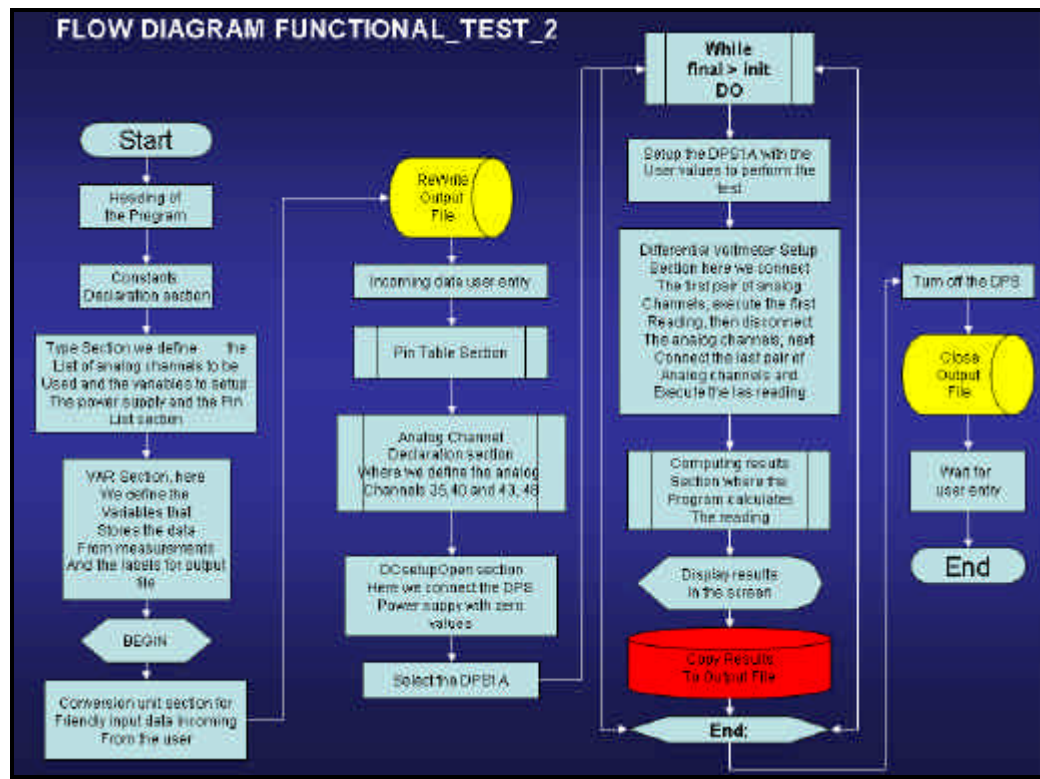 FLOW DIAGRAM FUNCTIONAL_TEST_2
Start
Heading of
the Program
Constants
Declaration section
Type Section we define the
List of analog channels to be
Used and the variables to setup
The power supply and the Pin
List section
VAR Section, here
We define the
Variables that
Stores the data
From measurements
And the labels for output
file
BEGIN
Conversion unit section for
Friendly input data incoming
From the user
ReWrite
Output
File
Incoming data user entry
Pin Table Section
Analog Channel
Declaration section
Where we define the analog
Channels 35,40 and 43, 48
DCsetupOpen section
Here we connect the DPS
Power suppy with zero
values
Select the DPS1A
While
final > init
DO
Setup the DPS1A with the
User values to perform the
test
Differential Voltmeter Setup
Section here we connect
The first pair of analog
Channels, execute the first
Reading, then disconnect
The analog channels, next
Connect the last pair of
Analog channels and
Execute the las reading
Computing results
Section where the
Program calculates
The reading
Display results
In the screen
Copy Results
To Output File
End;
Turn off the DPS
Close
Output
File
Wait for
user entry
End